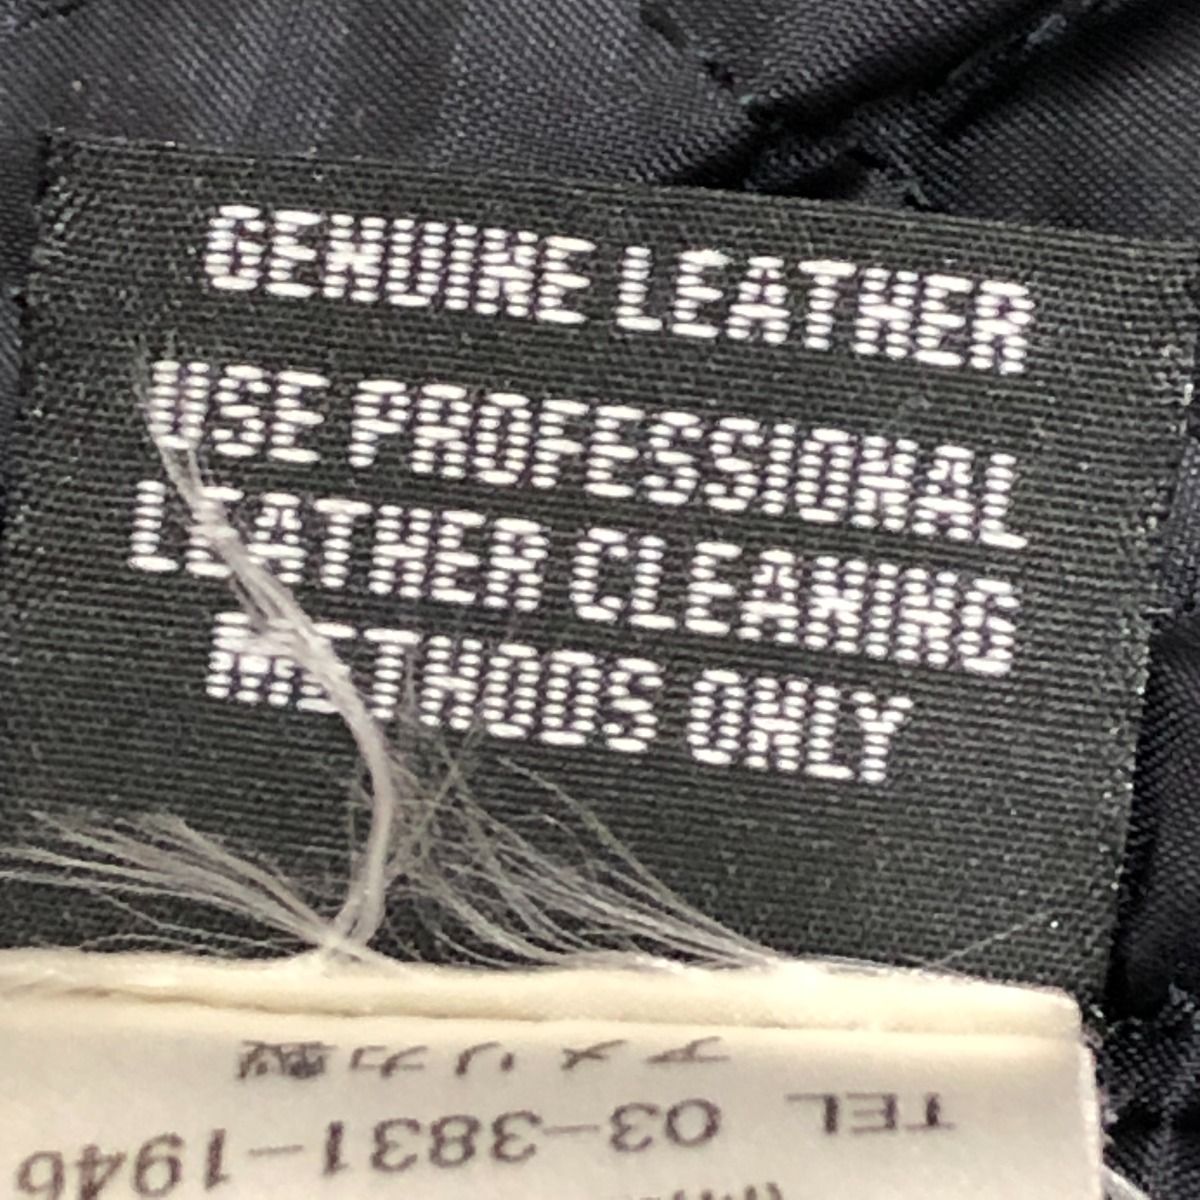 GENUINE LEATHER
USE PROFESSIONAL
LEATHER CLEANING
METHODS ONLY
TEL 03-3831-1946
アメリカ製